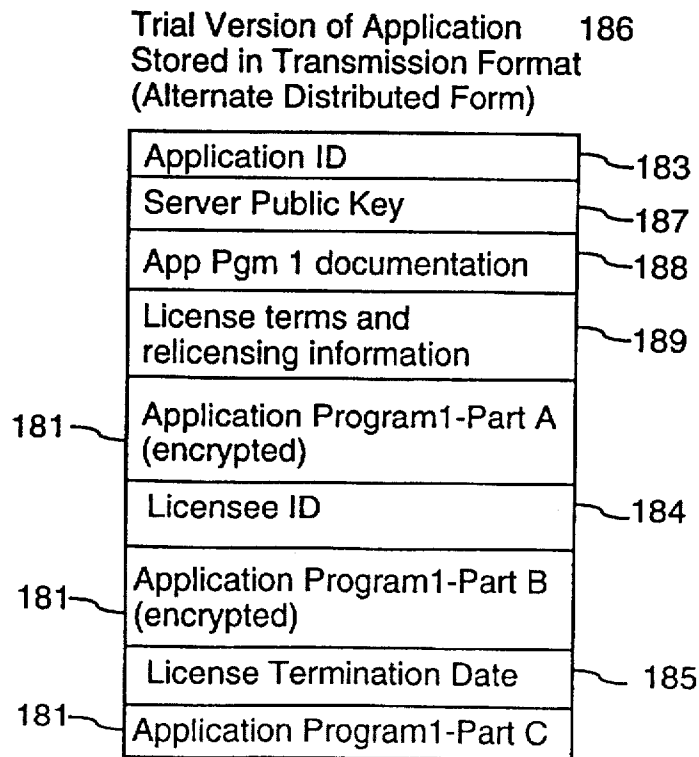 Trial Version of Application 186
Stored in Transmission Format
(Alternate Distributed Form)
Application ID 183
Server Public Key 187
App Pgm 1 documentation 188
License terms and
relicensing information 189
181 Application Program1-Part A
(encrypted)
Licensee ID 184
181 Application Program1-Part B
(encrypted)
License Termination Date 185
181 Application Program1-Part C